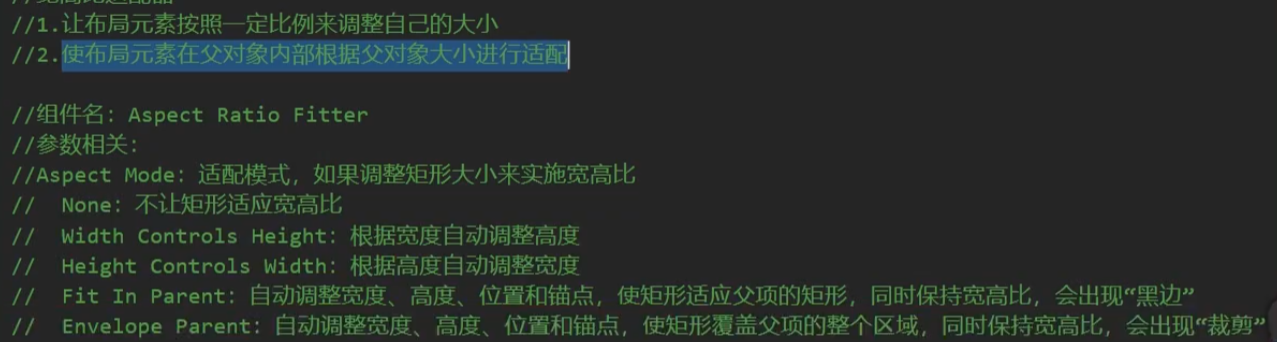 //1.让布局元素按照一定比例来调整自己的大小
//2.使布局元素在父对象内部根据父对象大小进行适配
//组件名: Aspect Ratio Fitter
//参数相关:
//Aspect Mode: 适配模式, 如果调整矩形大小来实施宽高比
//  None: 不让矩形适应宽高比
//  Width Controls Height: 根据宽度自动调整高度
//  Height Controls Width: 根据高度自动调整宽度
//  Fit In Parent: 自动调整宽度、高度、位置和锚点, 使矩形适应父项的矩形, 同时保持宽高比, 会出现“黑边”
//  Envelope Parent: 自动调整宽度、高度、位置和锚点, 使矩形覆盖父项的整个区域, 同时保持宽高比, 会出现“裁剪”